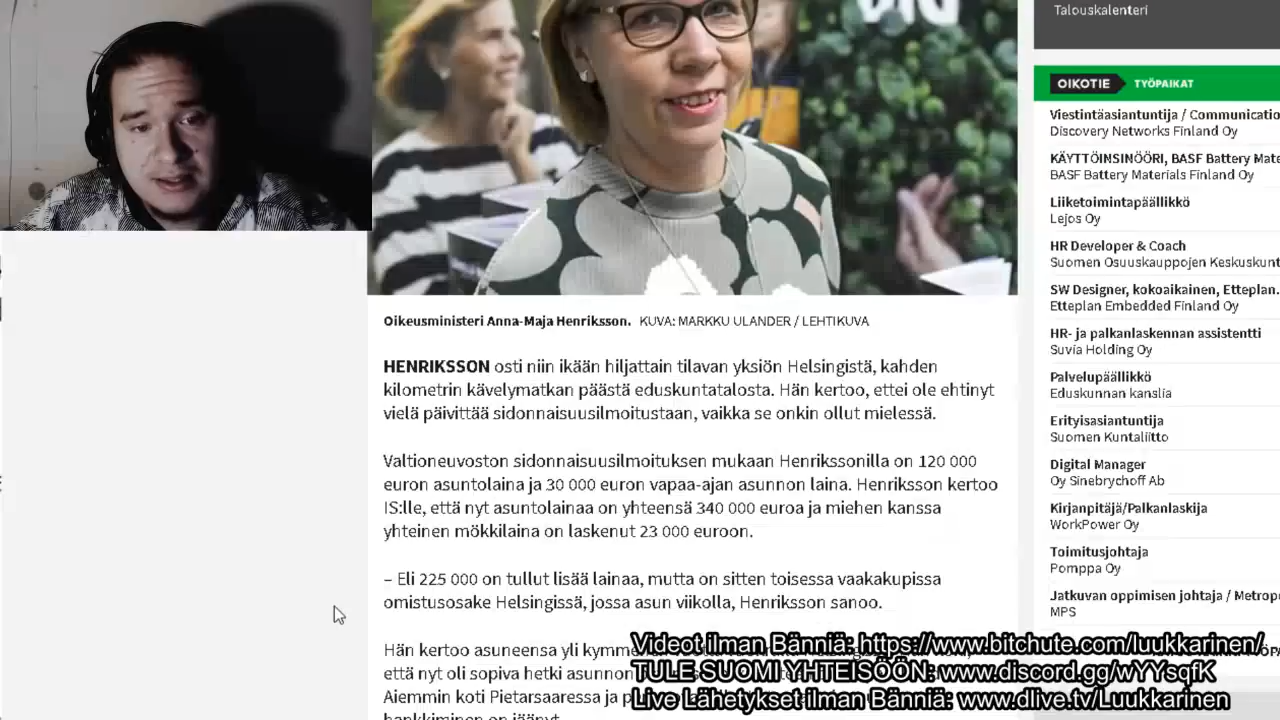 Talouskalenteri
OIKOTIE TYÖPAIKAT
Viestintäasiantuntija / Communicatio
Discovery Networks Finland Oy
KÄYTTÖINSINÖÖRI, BASF Battery Mate
BASF Battery Materials Finland Oy
Liiketoimintapäällikkö
Lejos Oy
HR Developer & Coach
Suomen Osuuskauppojen Keskuskunt
SW Designer, kokoaikainen, Etteplan.
Etteplan Embedded Finland Oy
HR- ja palkanlaskennan assistentti
Suvia Holding Oy
Palvelupäällikkö
Eduskunnan kanslia
Erityisasiantuntija
Suomen Kuntaliitto
Digital Manager
Oy Sinebrychoff Ab
Kirjanpitäjä/Palkanlaskija
WorkPower Oy
Toimitusjohtaja
Pomppa Oy
Jatkuvan oppimisen johtaja / Metropo
MPS
Oikeusministeri Anna-Maja Henriksson. KUVA: MARKKU ULANDER / LEHTIKUVA
HENRIKSSON osti niin ikään hiljattain tilavan yksiön Helsingistä, kahden
kilometrin kävelymatkan päästä eduskuntatalosta. Hän kertoo, ettei ole ehtinyt
vielä päivittää sidonnaisuusilmoitustaan, vaikka se onkin ollut mielessä.
Valtioneuvoston sidonnaisuusilmoituksen mukaan Henrikssonilla on 120 000
euron asuntolaina ja 30 000 euron vapaa-ajan asunnon laina. Henriksson kertoo
IS:lle, että nyt asuntolainaa on yhteensä 340 000 euroa ja miehen kanssa
yhteinen mökkilaina on laskenut 23 000 euroon.
– Eli 225 000 on tullut lisää lainaa, mutta on sitten toisessa vaakakupissa
omistusosake Helsingissä, jossa asun viikolla, Henriksson sanoo.
Hän kertoo asuneensa yli
että nyt oli sopiva hetki asunnon
Aiemmin koti Pietarsaaressa ja
Videot ilman Bänniä: https://www.bitchute.com/luukkarinen/.
TULE SUOMI YHTEISÖÖN: www.discord.gg/wYYsqfK
Live Lähetykset ilman Bänniä: www.dlive.tv/Luukkarinen